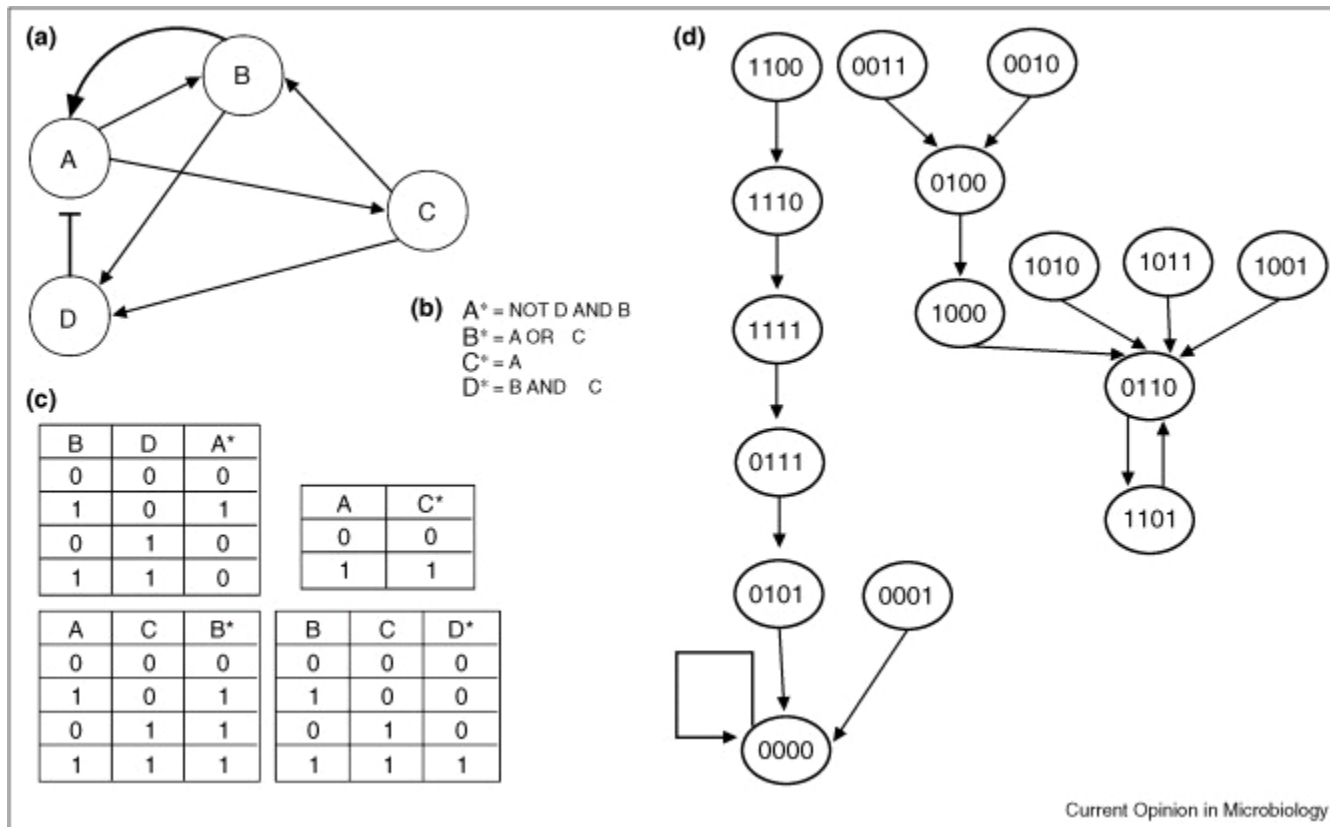 (a)
B
A
C
D
(b)
A* = NOT D AND B
B* = A OR C
C* = A
D* = B AND C
(c)
B D A*
0 0 0
1 0 1
0 1 0
1 1 0
A C*
0 0
1 1
A C B*
0 0 0
1 0 1
0 1 1
1 1 1
B C D*
0 0 0
1 0 0
0 1 0
1 1 1
(d)
1100 0011 0010
0100
1110
1010 1011 1001
1000
1111
0110
0111
1101
0101 0001
0000
Current Opinion in Microbiology